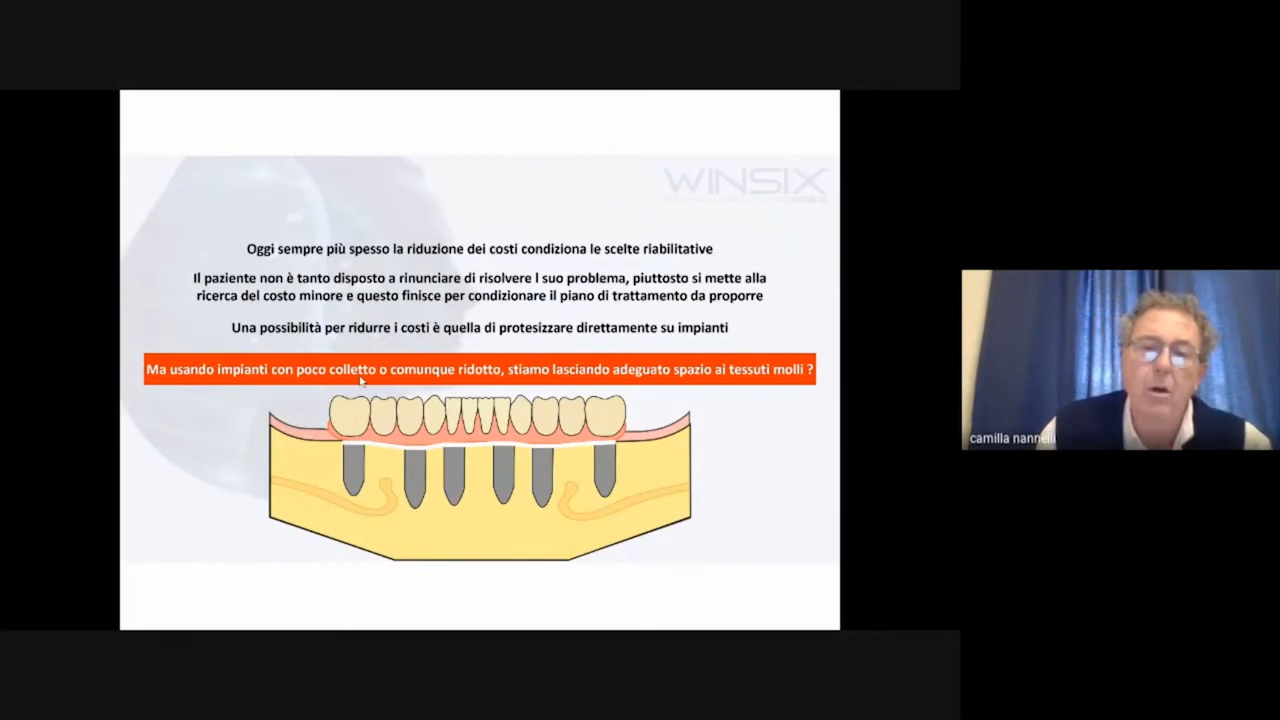 WINSIX
Oggi sempre più spesso la riduzione dei costi condiziona le scelte riabilitative
Il paziente non è tanto disposto a rinunciare di risolvere l suo problema, piuttosto si mette alla
ricerca del costo minore e questo finisce per condizionare il piano di trattamento da proporre
Una possibilità per ridurre i costi è quella di protesizzare direttamente su impianti
Ma usando impianti con poco colletto o comunque ridotto, stiamo lasciando adeguato spazio ai tessuti molli ?
camilla nannelli